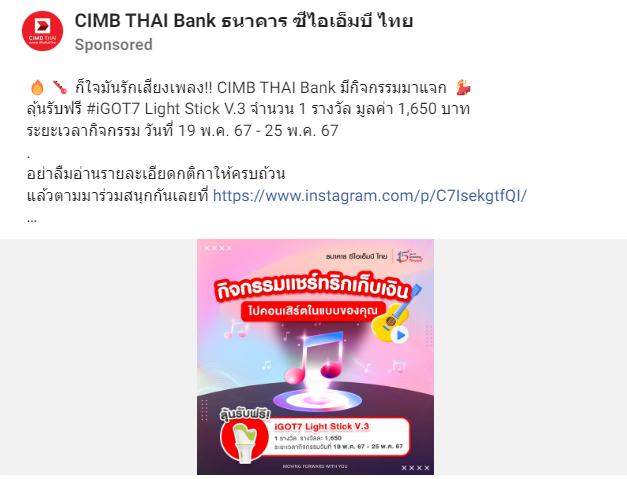 CIMB THAI Bank ธนาคาร ซีไอเอ็มบี ไทย
Sponsored
ก็ใจมันรักเสียงเพลง!! CIMB THAI Bank มีกิจกรรมมาแจก
ลุ้นรับฟรี #iGOT7 Light Stick V.3 จำนวน 1 รางวัล มูลค่า 1,650 บาท
ระยะเวลากิจกรรม วันที่ 19 พ.ค. 67 - 25 พ.ค. 67
.
อย่าลืมอ่านรายละเอียดกติกาให้ครบถ้วน
แล้วตามมาร่วมสนุกกันเลยที่ https://www.instagram.com/p/C7IsekgtfQI/
...
CIMB THAI
ธนาคาร ซีไอเอ็มบี ไทย
15
กิจกรรมแชร์ทริกเก็บเงิน
ไปคอนเสิร์ตในแบบของคุณ
ลุ้นรับฟรี!
iGOT7 Light Stick V.3
1 รางวัล รางวัลละ 1,650
ระยะเวลากิจกรรมวันที่ 19 พ.ค. 67 - 25 พ.ค. 67
MOVING FORWARD WITH YOU